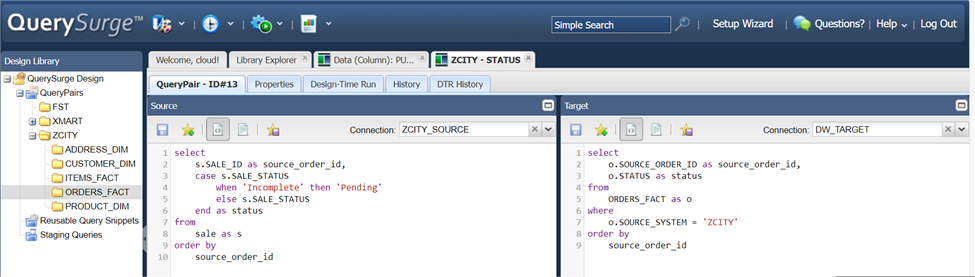 QuerySurge™
Simple Search
Setup Wizard
Questions?
Help
Log Out
Design Library
Welcome, cloud!
Library Explorer
Data (Column): PU...
ZCITY - STATUS
QuerySurge Design
QueryPairs
FST
XMART
ZCITY
ADDRESS_DIM
CUSTOMER_DIM
ITEMS_FACT
ORDERS_FACT
PRODUCT_DIM
Reusable Query Snippets
Staging Queries
QueryPair - ID#13
Properties
Design-Time Run
History
DTR History
Source
Connection: ZCITY_SOURCE
1 select
2 s.SALE_ID as source_order_id,
3 case s.SALE_STATUS
4 when 'Incomplete' then 'Pending'
5 else s.SALE_STATUS
6 end as status
7 from
8 sale as s
9 order by
10 source_order_id
Target
Connection: DW_TARGET
1 select
2 o.SOURCE_ORDER_ID as source_order_id,
3 o.STATUS as status
4 from
5 ORDERS_FACT as o
6 where
7 o.SOURCE_SYSTEM = 'ZCITY'
8 order by
9 source_order_id